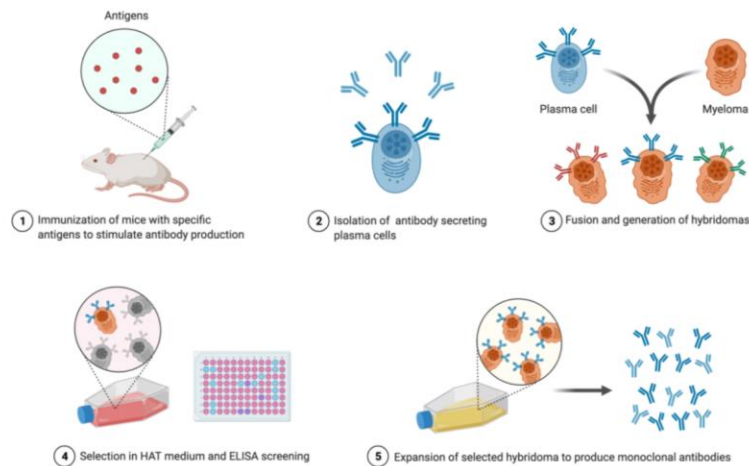 Antigens
1 Immunization of mice with specific
antigens to stimulate antibody production
2 Isolation of antibody secreting
plasma cells
Plasma cell
Myeloma
3 Fusion and generation of hybridomas
4 Selection in HAT medium and ELISA screening
5 Expansion of selected hybridoma to produce monoclonal antibodies